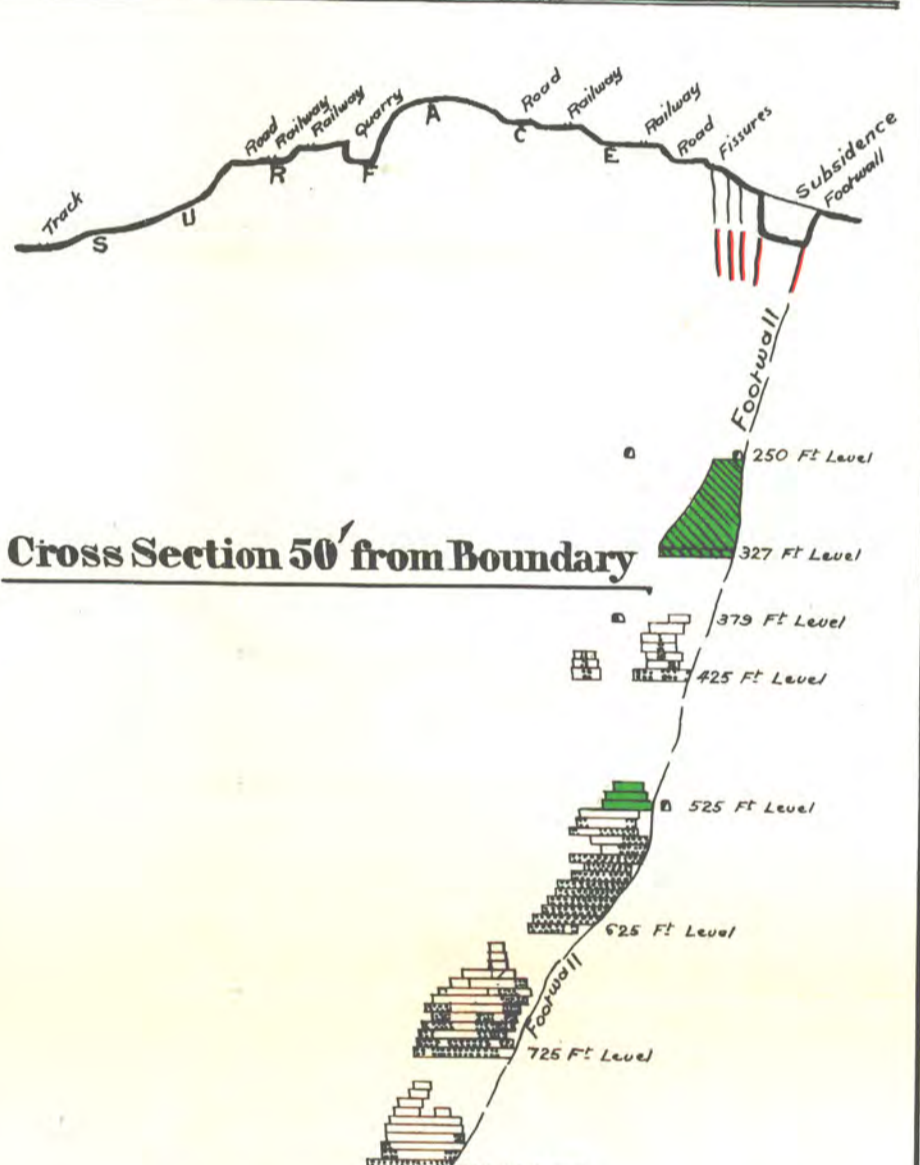 Track
S
U
Road
Railway
R
Railway
Quarry
F
A
Road
C
Railway
E
Railway
Road
Fissures
Subsidence
Footwall
Footwall
250 Ft Level
327 Ft Level
Cross Section 50' from Boundary
379 Ft Level
425 Ft Level
525 Ft Level
625 Ft Level
Footwall
725 Ft Level